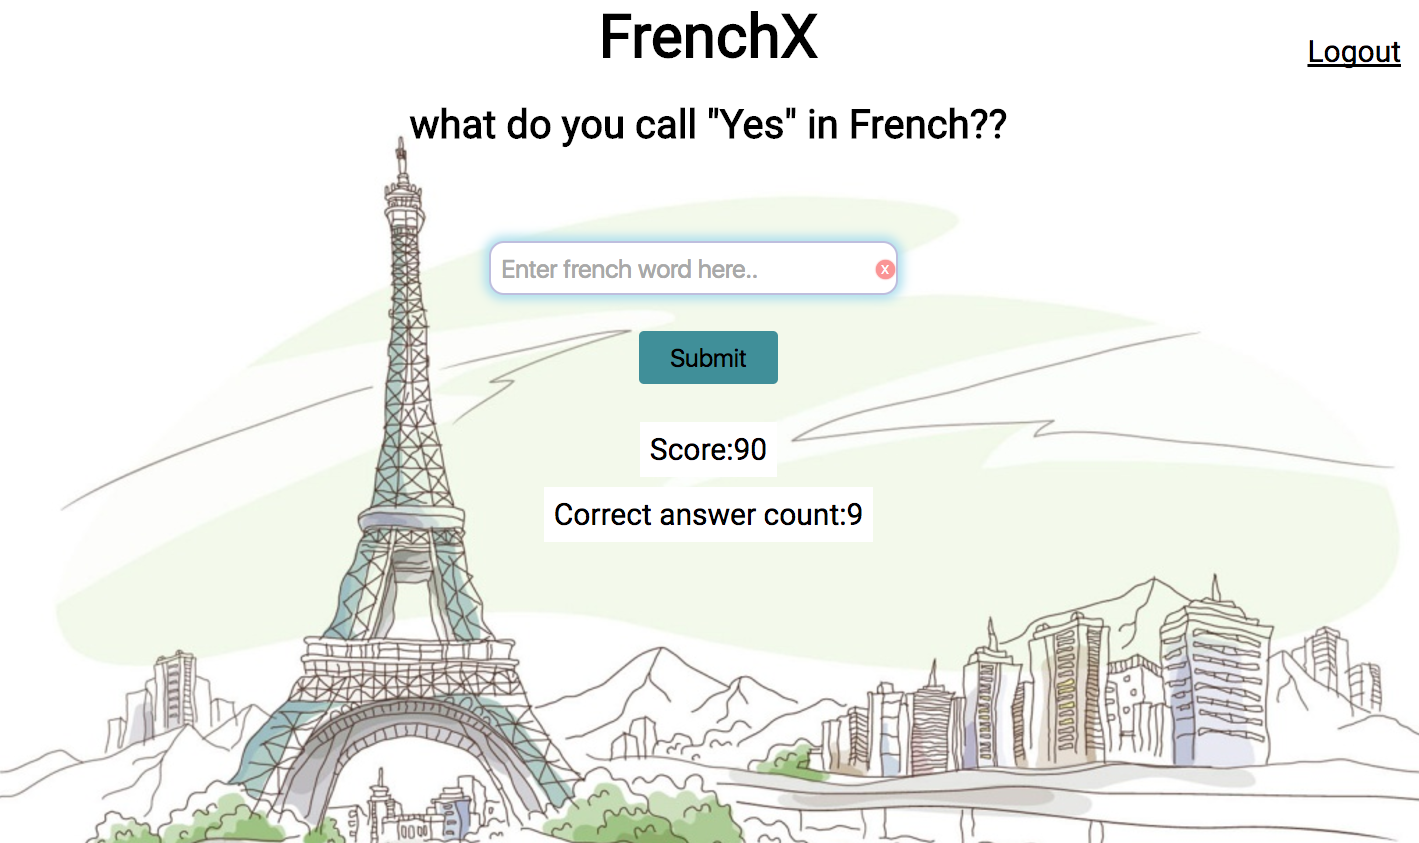 FrenchX
Logout
what do you call "Yes" in French??
Enter french word here..
x
Submit
Score:90
Correct answer count:9